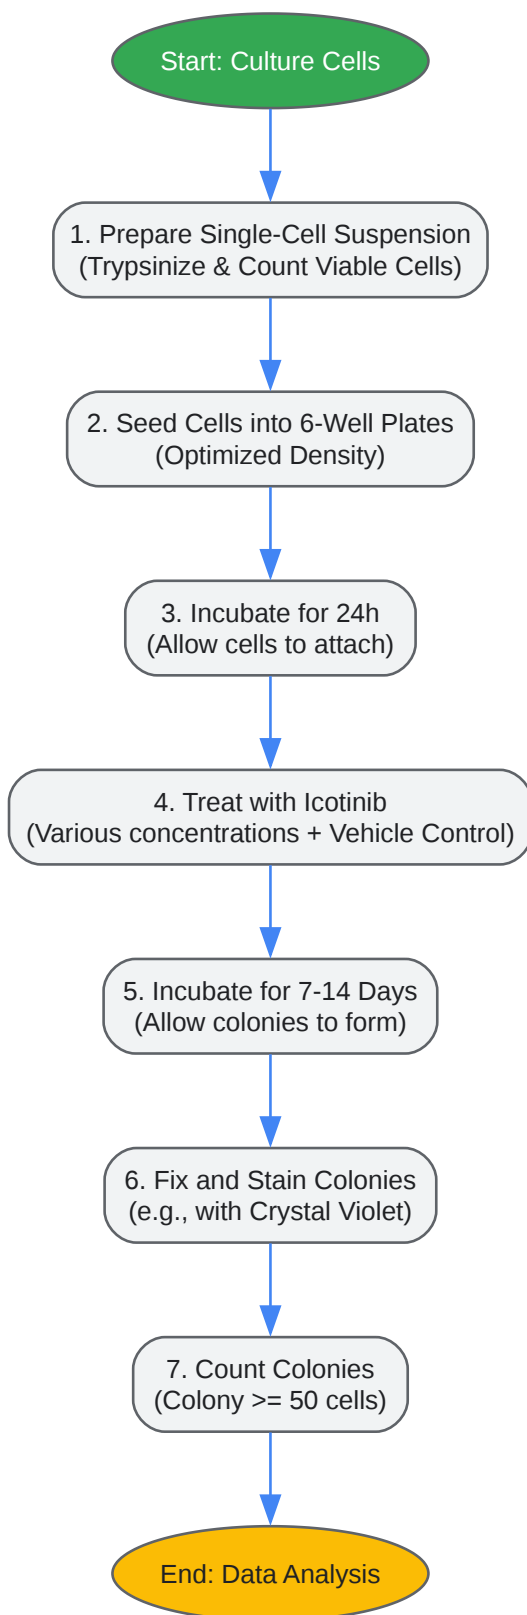 Start: Culture Cells
1. Prepare Single-Cell Suspension
(Trypsinize & Count Viable Cells)
2. Seed Cells into 6-Well Plates
(Optimized Density)
3. Incubate for 24h
(Allow cells to attach)
4. Treat with Icotinib
(Various concentrations + Vehicle Control)
5. Incubate for 7-14 Days
(Allow colonies to form)
6. Fix and Stain Colonies
(e.g., with Crystal Violet)
7. Count Colonies
(Colony >= 50 cells)
End: Data Analysis